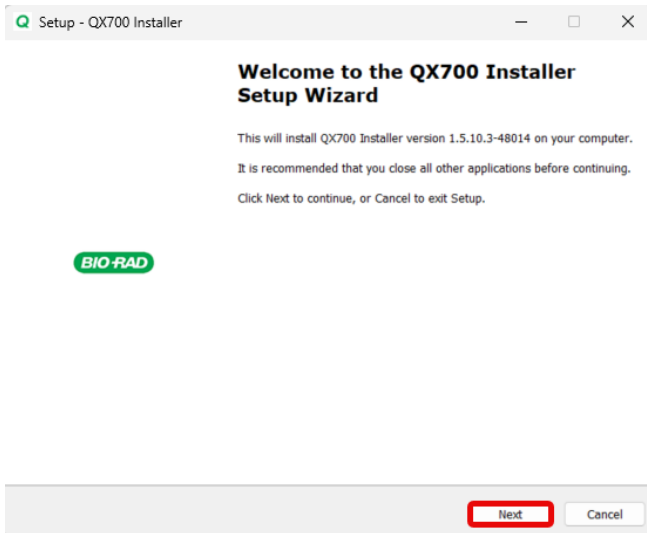 Setup - QX700 Installer
Welcome to the QX700 Installer
Setup Wizard
This will install QX700 Installer version 1.5.10.3-48014 on your computer.
It is recommended that you close all other applications before continuing.
Click Next to continue, or Cancel to exit Setup.
BIO-RAD
Next
Cancel